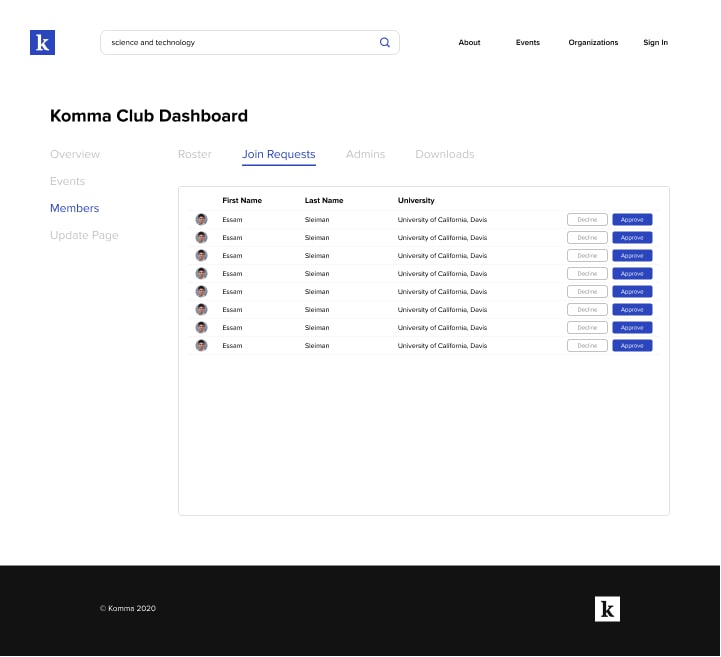 k science and technology About Events Organizations Sign In
Komma Club Dashboard
Overview
Events
Members
Update Page
Roster Join Requests Admins Downloads
First Name Last Name University
Essam Sleiman University of California, Davis Decline Approve
Essam Sleiman University of California, Davis Decline Approve
Essam Sleiman University of California, Davis Decline Approve
Essam Sleiman University of California, Davis Decline Approve
Essam Sleiman University of California, Davis Decline Approve
Essam Sleiman University of California, Davis Decline Approve
Essam Sleiman University of California, Davis Decline Approve
Essam Sleiman University of California, Davis Decline Approve
© Komma 2020 k